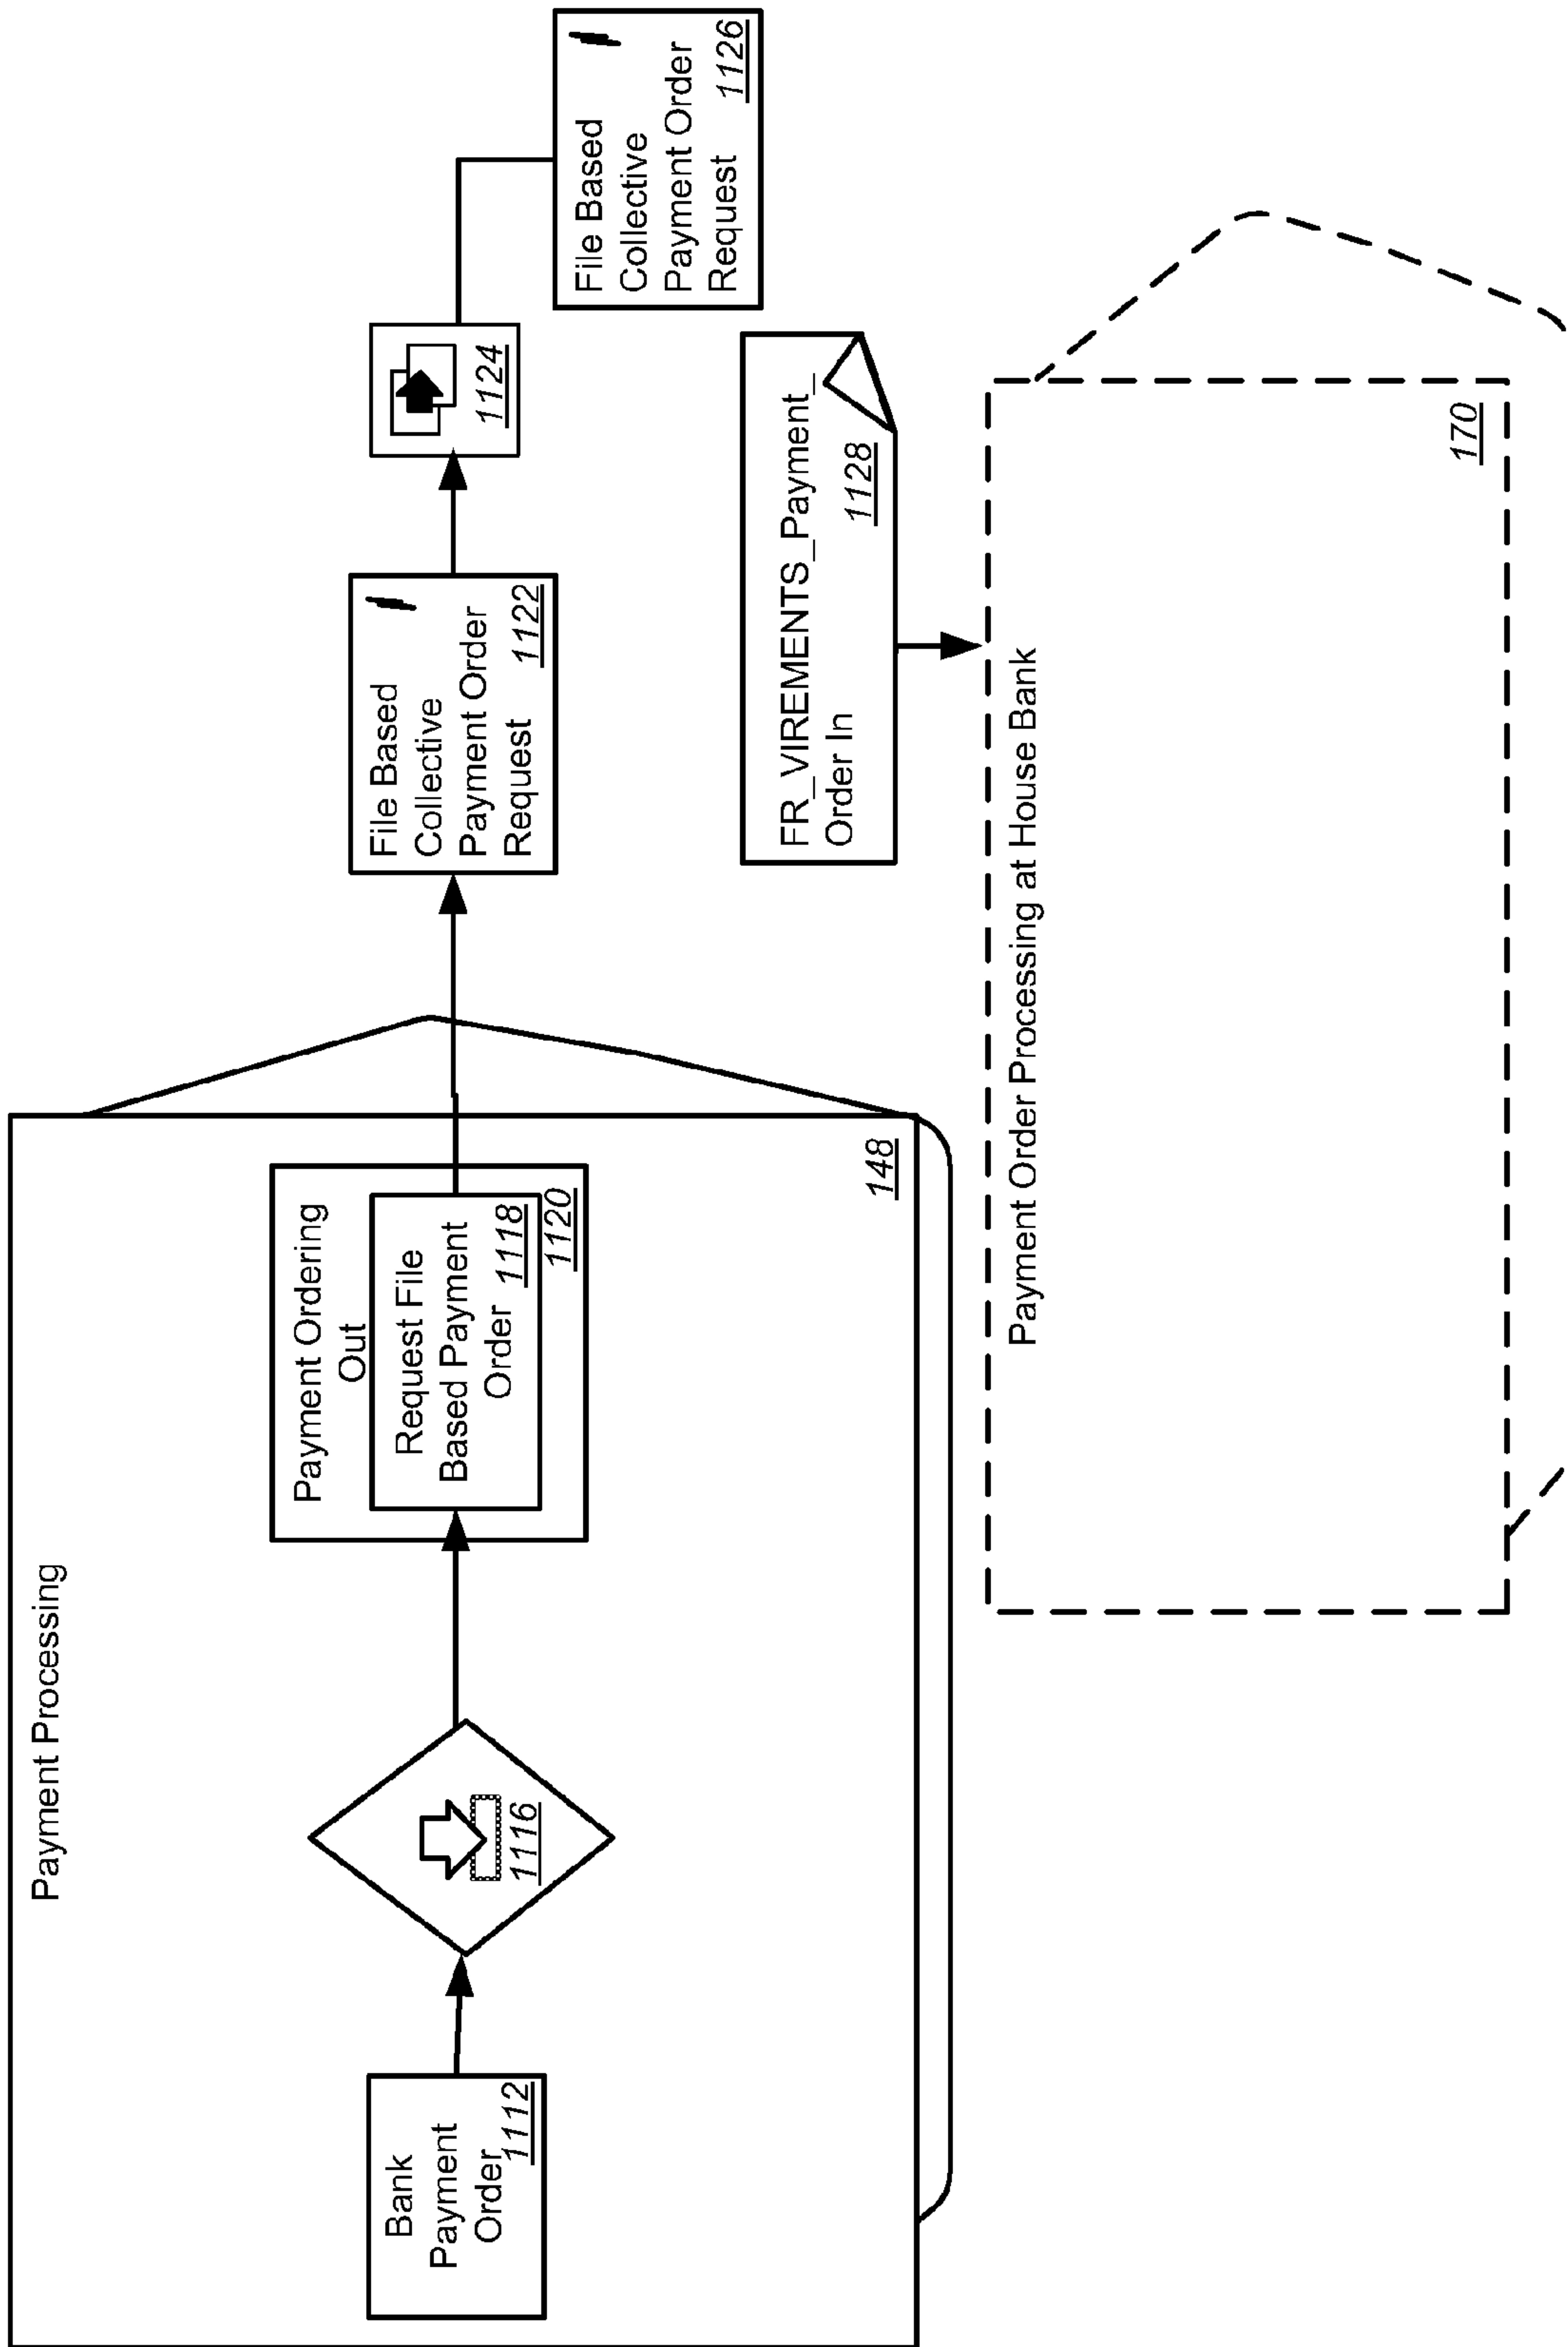 Payment Processing
Bank
Payment
Order
1112
1116
Payment Ordering
Out
Request File
Based Payment
Order
1118
1120
148
File Based
Collective
Payment Order
Request
1122
1124
File Based
Collective
Payment Order
Request
1126
FR_VIREMENTS_Payment_
Order In
1128
Payment Order Processing at House Bank
170